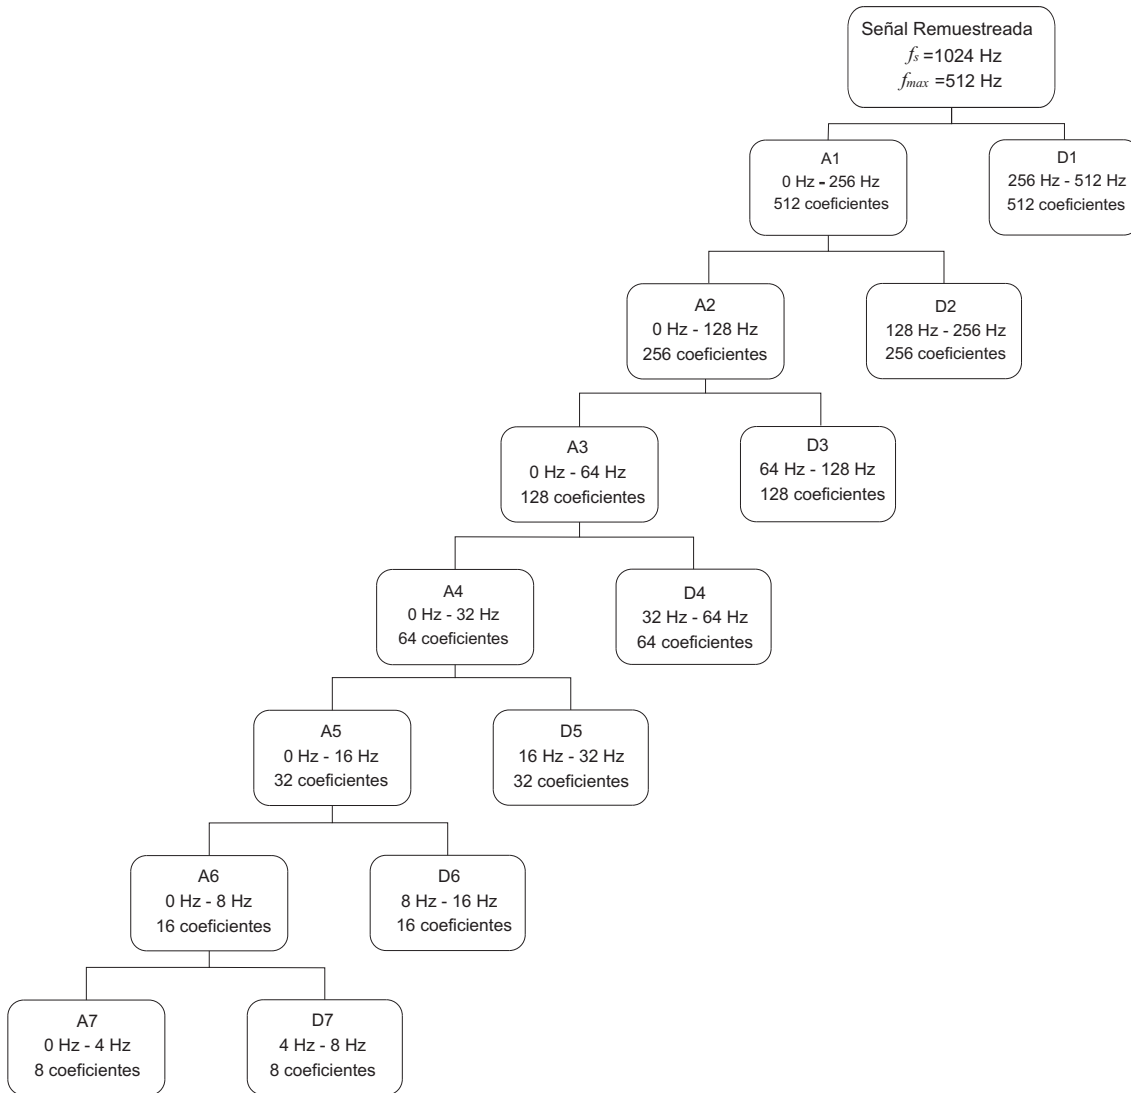 Señal Remuestreada
fs =1024 Hz
fmax =512 Hz
A1
0 Hz - 256 Hz
512 coeficientes
D1
256 Hz - 512 Hz
512 coeficientes
A2
0 Hz - 128 Hz
256 coeficientes
D2
128 Hz - 256 Hz
256 coeficientes
A3
0 Hz - 64 Hz
128 coeficientes
D3
64 Hz - 128 Hz
128 coeficientes
A4
0 Hz - 32 Hz
64 coeficientes
D4
32 Hz - 64 Hz
64 coeficientes
A5
0 Hz - 16 Hz
32 coeficientes
D5
16 Hz - 32 Hz
32 coeficientes
A6
0 Hz - 8 Hz
16 coeficientes
D6
8 Hz - 16 Hz
16 coeficientes
A7
0 Hz - 4 Hz
8 coeficientes
D7
4 Hz - 8 Hz
8 coeficientes